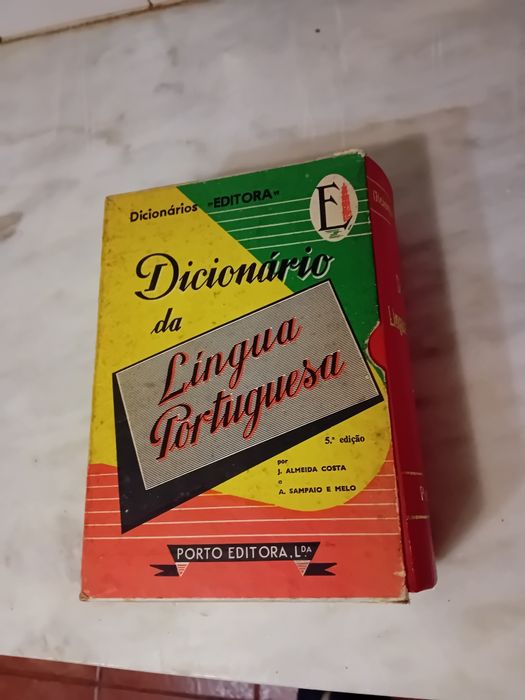 Dicionários "EDITORA"
E
Dicionário
da
Língua
Portuguesa
5.ª edição
por
J. ALMEIDA COSTA
e
A. SAMPAIO E MELO
PORTO EDITORA, L.DA